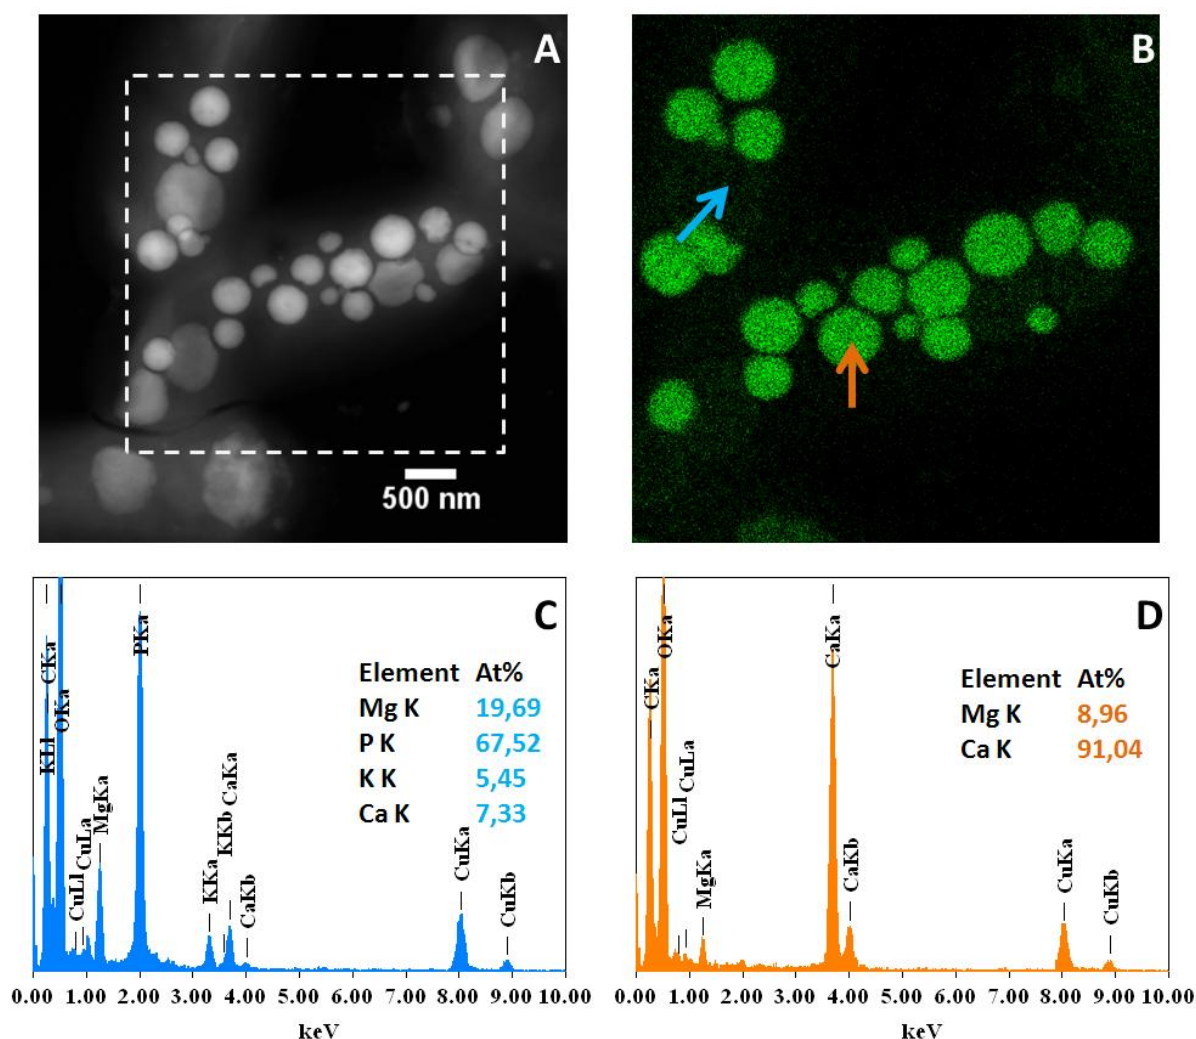 A
B
500 nm
C
KLl
CKa
OKa
CuLl
CuLa
MgKa
PKa
KKa
KKb
CaKa
CaKb
CuKa
CuKb
Element At%
Mg K 19,69
P K 67,52
K K 5,45
Ca K 7,33
0.00 1.00 2.00 3.00 4.00 5.00 6.00 7.00 8.00 9.00 10.00
keV
D
CKa
OKa
CuLl
CuLa
MgKa
CaKa
CaKb
CuKa
CuKb
Element At%
Mg K 8,96
Ca K 91,04
0.00 1.00 2.00 3.00 4.00 5.00 6.00 7.00 8.00 9.00 10.00
keV